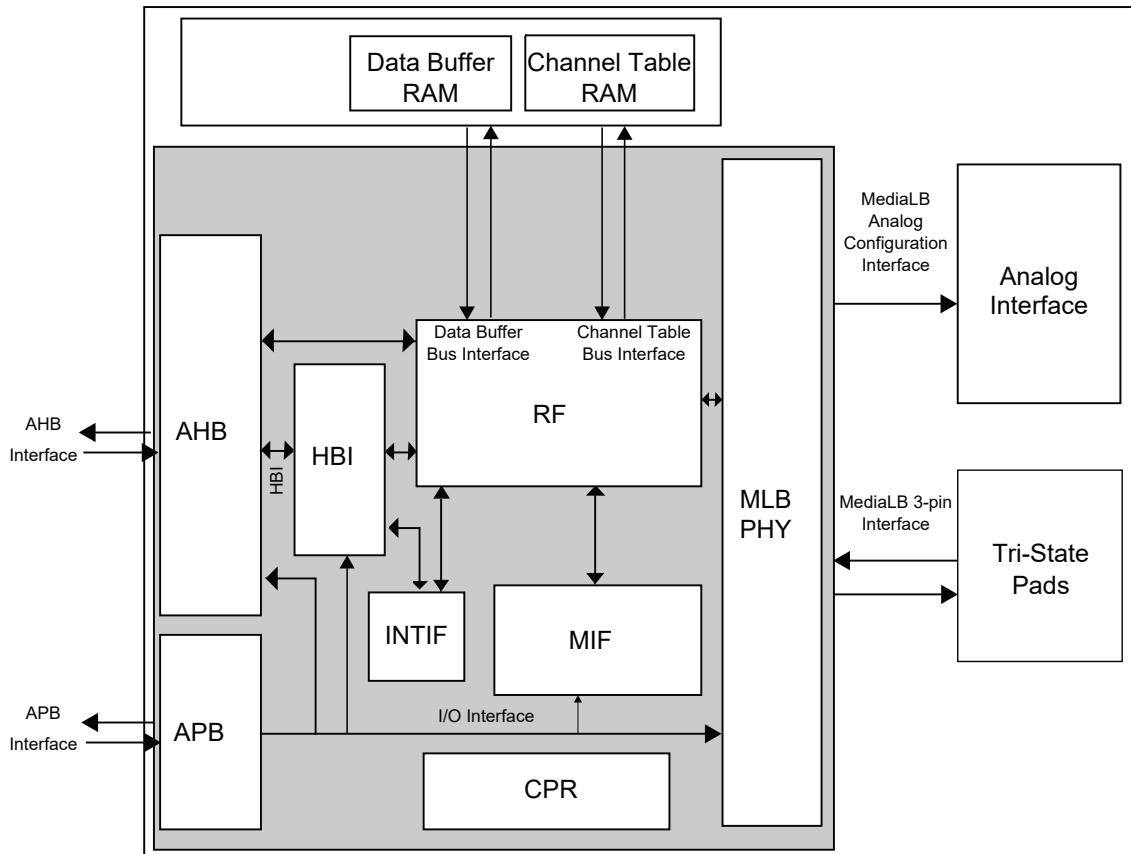 Data Buffer
RAM
Channel Table
RAM
MediaLB
Analog
Configuration
Interface
Analog
Interface
Data Buffer
Bus Interface
Channel Table
Bus Interface
RF
AHB
Interface
AHB
HBI
HBI
MLB
PHY
MediaLB 3-pin
Interface
Tri-State
Pads
INTIF
MIF
APB
Interface
APB
I/O Interface
CPR